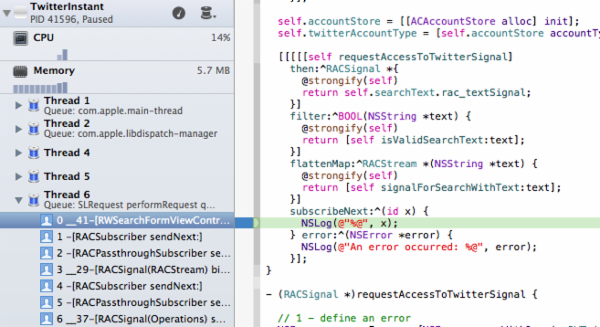 TwitterInstant
PID 41596, Paused
CPU
14%
Memory
5.7 MB
Thread 1
Queue: com.apple.main-thread
Thread 2
Queue: com.apple.libdispatch-manager
Thread 4
Thread 5
Thread 6
Queue: SLRequest performRequest q...
0 __41-[RWSearchFormViewContr...
1 -[RACSubscriber sendNext:]
2 -[RACPassthroughSubscriber se...
3 __29-[RACSignal(RACStream) bi...
4 -[RACSubscriber sendNext:]
5 -[RACPassthroughSubscriber se...
6 __37-[RACSignal(Operations) s...
self.accountStore = [[ACAccountStore alloc] init];
self.twitterAccountType = [self.accountStore accountTy
[[[[[self requestAccessToTwitterSignal]
then:^RACSignal *{
@strongify(self)
return self.searchText.rac_textSignal;
}]
filter:^BOOL(NSString *text) {
@strongify(self)
return [self isValidSearchText:text];
}]
flattenMap:^RACStream *(NSString *text) {
@strongify(self)
return [self signalForSearchWithText:text];
}]
subscribeNext:^(id x) {
NSLog(@"%@", x);
} error:^(NSError *error) {
NSLog(@"An error occurred: %@", error);
}];
}
- (RACSignal *)requestAccessToTwitterSignal {
// 1 - define an error